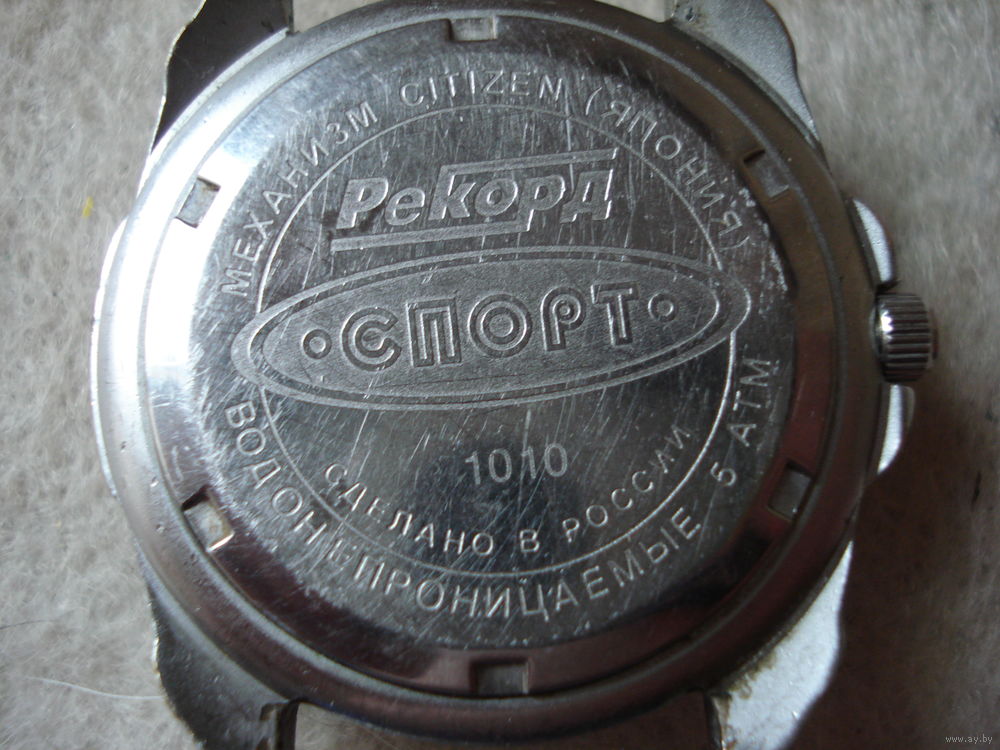 МЕХАНИЗМ CITIZEN (ЯПОНИЯ)
Рекорд
СПОРТ
1010
СДЕЛАНО В РОССИИ
ВОДОНЕПРОНИЦАЕМЫЕ 5 АТМ
www.ay.by